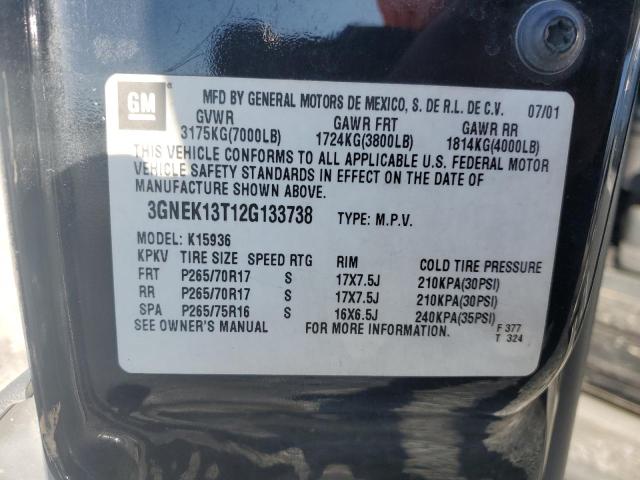 GM
MFD BY GENERAL MOTORS DE MEXICO, S. DE R.L. DE C.V. 07/01
GVWR GAWR FRT GAWR RR
3175KG(7000LB) 1724KG(3800LB) 1814KG(4000LB)
THIS VEHICLE CONFORMS TO ALL APPLICABLE U.S. FEDERAL MOTOR
VEHICLE SAFETY STANDARDS IN EFFECT ON THE DATE OF
MANUFACTURE SHOWN ABOVE.
3GNEK13T12G133738 TYPE: M.P.V.
MODEL: K15936
KPKV TIRE SIZE SPEED RTG RIM COLD TIRE PRESSURE
FRT P265/70R17 S 17X7.5J 210KPA(30PSI)
RR P265/70R17 S 17X7.5J 210KPA(30PSI)
SPA P265/75R16 S 16X6.5J 240KPA(35PSI)
SEE OWNER'S MANUAL FOR MORE INFORMATION. F 377
T 324